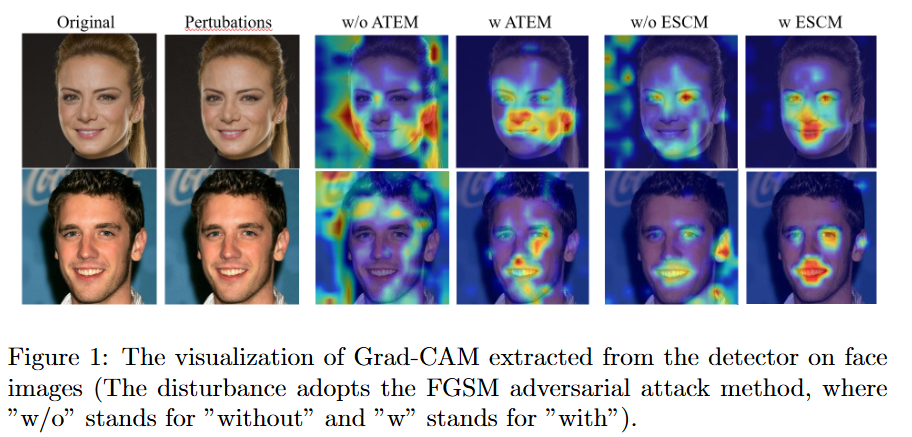 Original Pertubations w/o ATEM w ATEM w/o ESCM w ESCM
Figure 1: The visualization of Grad-CAM extracted from the detector on face
images (The disturbance adopts the FGSM adversarial attack method, where
”w/o” stands for ”without” and ”w” stands for ”with”).